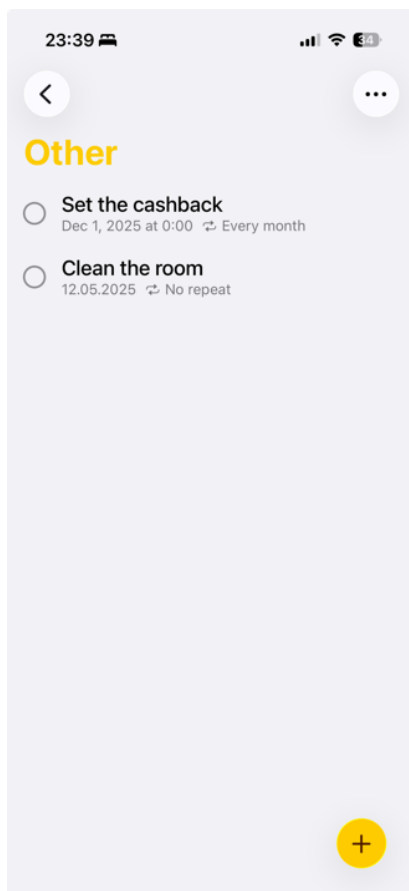 23:39
34
Other
Set the cashback
Dec 1, 2025 at 0:00 Every month
Clean the room
12.05.2025 No repeat